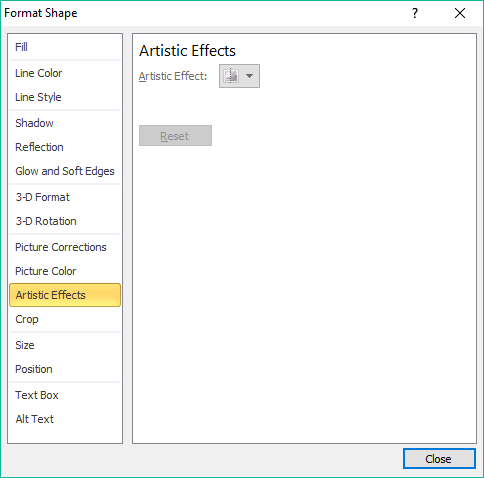 Format Shape
?
Fill
Line Color
Line Style
Shadow
Reflection
Glow and Soft Edges
3-D Format
3-D Rotation
Picture Corrections
Picture Color
Artistic Effects
Crop
Size
Position
Text Box
Alt Text
Artistic Effects
Artistic Effect:
Reset
Close